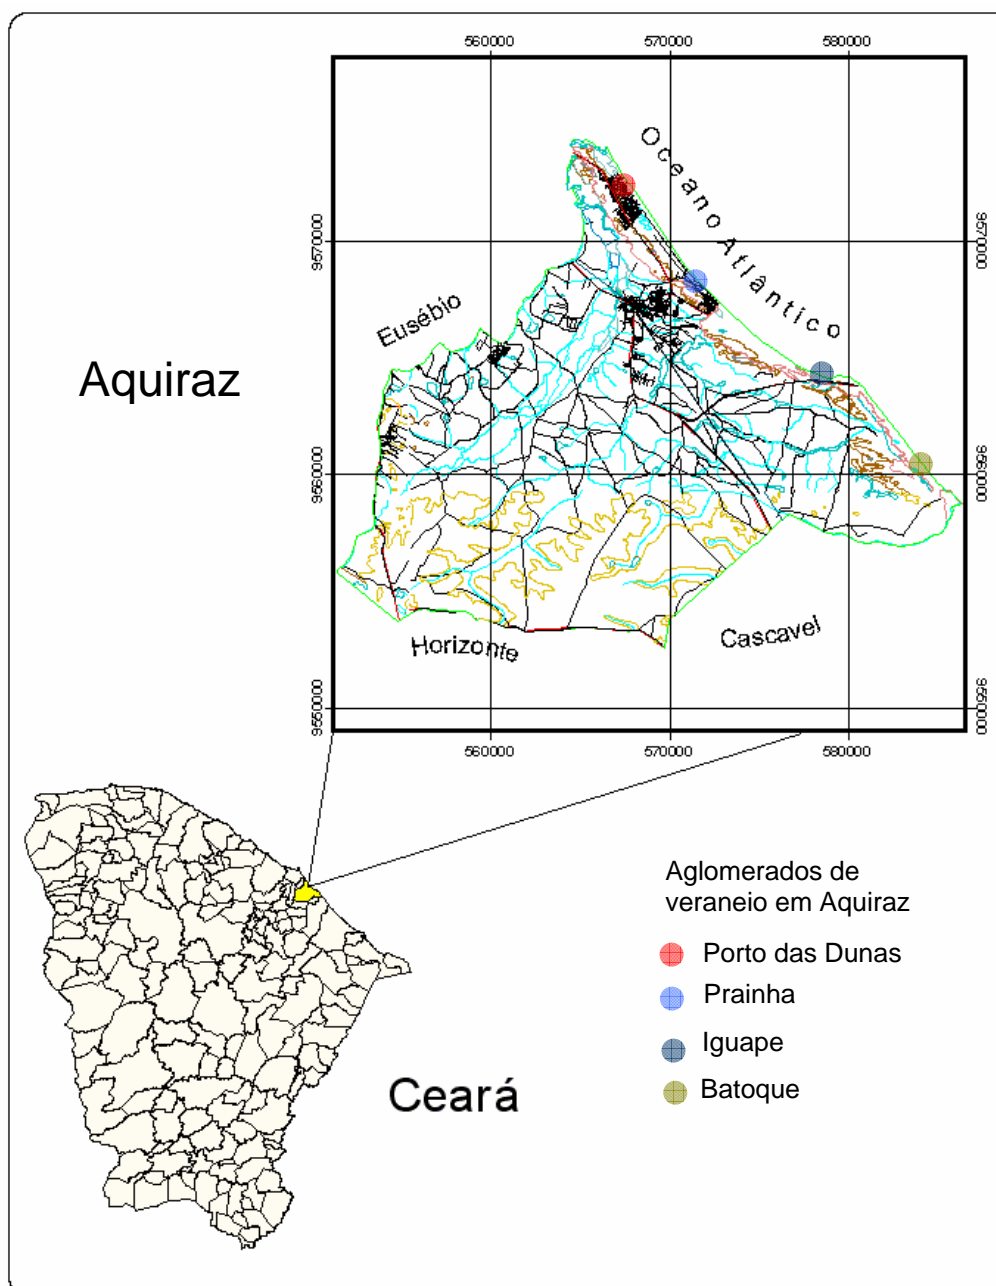 560000
570000
580000
Oceano Atlântico
9570000
9570000
Eusébio
Aquiraz
9560000
9560000
Cascavel
Horizonte
9550000
9550000
560000
570000
580000
Aglomerados de
veraneio em Aquiraz
Porto das Dunas
Prainha
Iguape
Batoque
Ceará